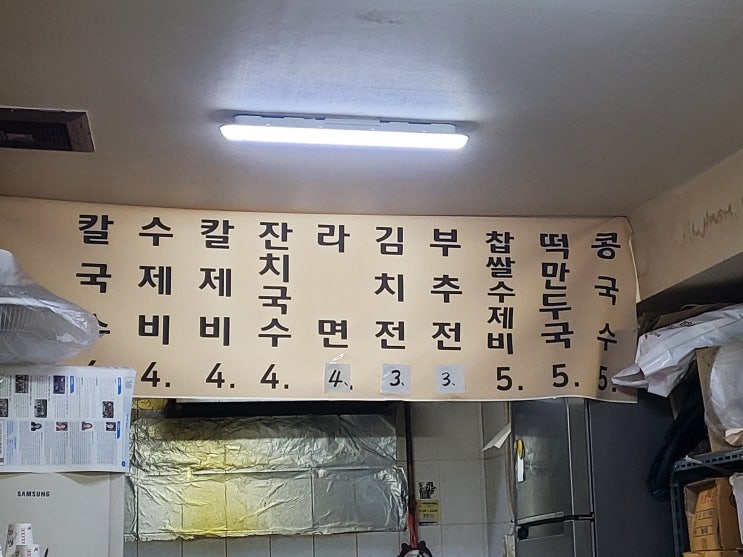 칼국수 4.
수제비 4.
칼제비 4.
잔치국수 4.
라면 4.
김치전 3.
부추전 3.
찹쌀수제비 5.
떡만두국 5.
콩국수 5.
SAMSUNG